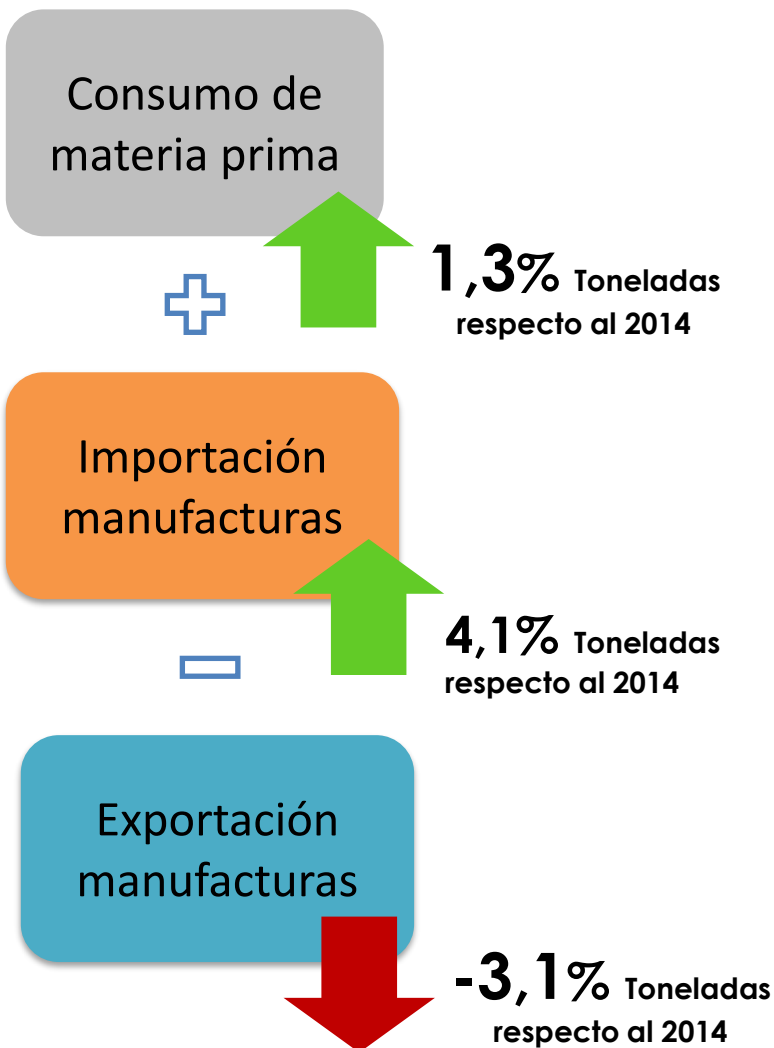 Consumo de
materia prima
1,3% Toneladas
respecto al 2014
Importación
manufacturas
4,1% Toneladas
respecto al 2014
Exportación
manufacturas
-3,1% Toneladas
respecto al 2014